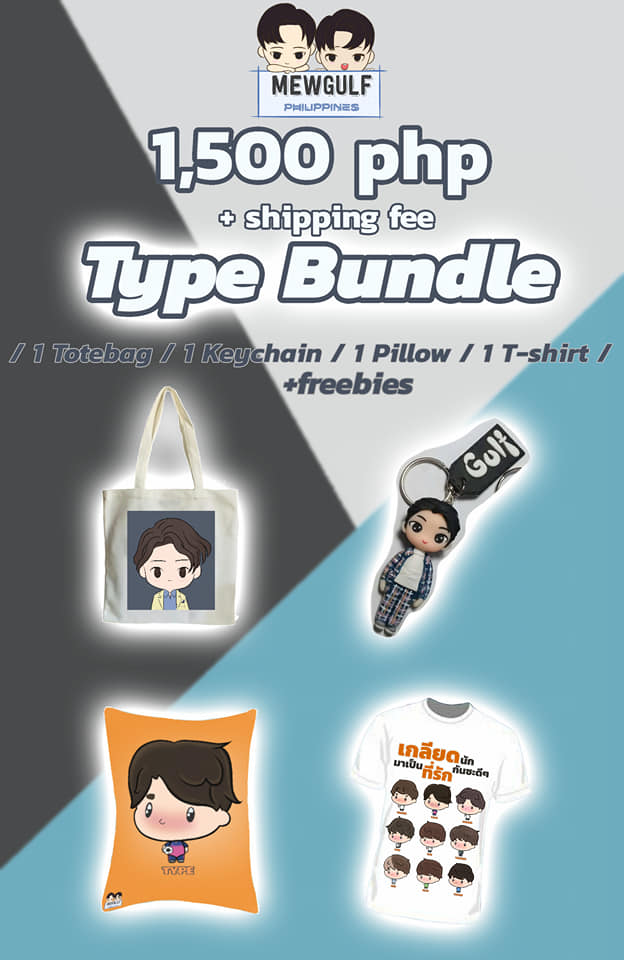 MEWGULF
PHILIPPINES
1,500 php
+ shipping fee
Type Bundle
/ 1 Totebag / 1 Keychain / 1 Pillow / 1 T-shirt /
+freebies
Gulf
TYPE
MEWGULF
เกลียดนัก
มาเป็นที่รักกันซะดีๆ